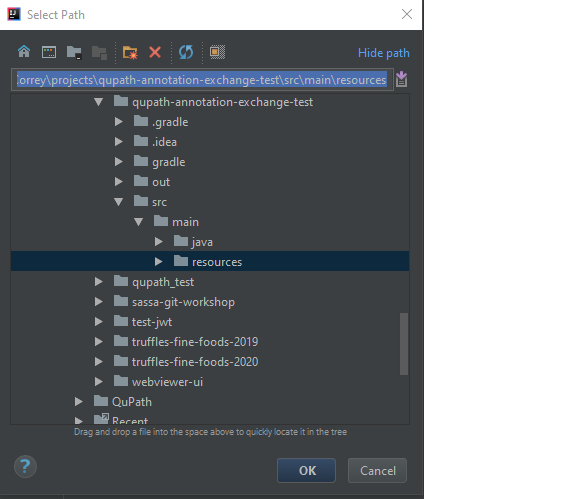 Select Path
Hide path
orrey\projects\qupath-annotation-exchange-test\src\main\resources
qupath-annotation-exchange-test
.gradle
.idea
gradle
out
src
main
java
resources
qupath_test
sassa-git-workshop
test-jwt
truffles-fine-foods-2019
truffles-fine-foods-2020
webviewer-ui
QuPath
Recent
Drag and drop a file into the space above to quickly locate it in the tree
?
OK
Cancel